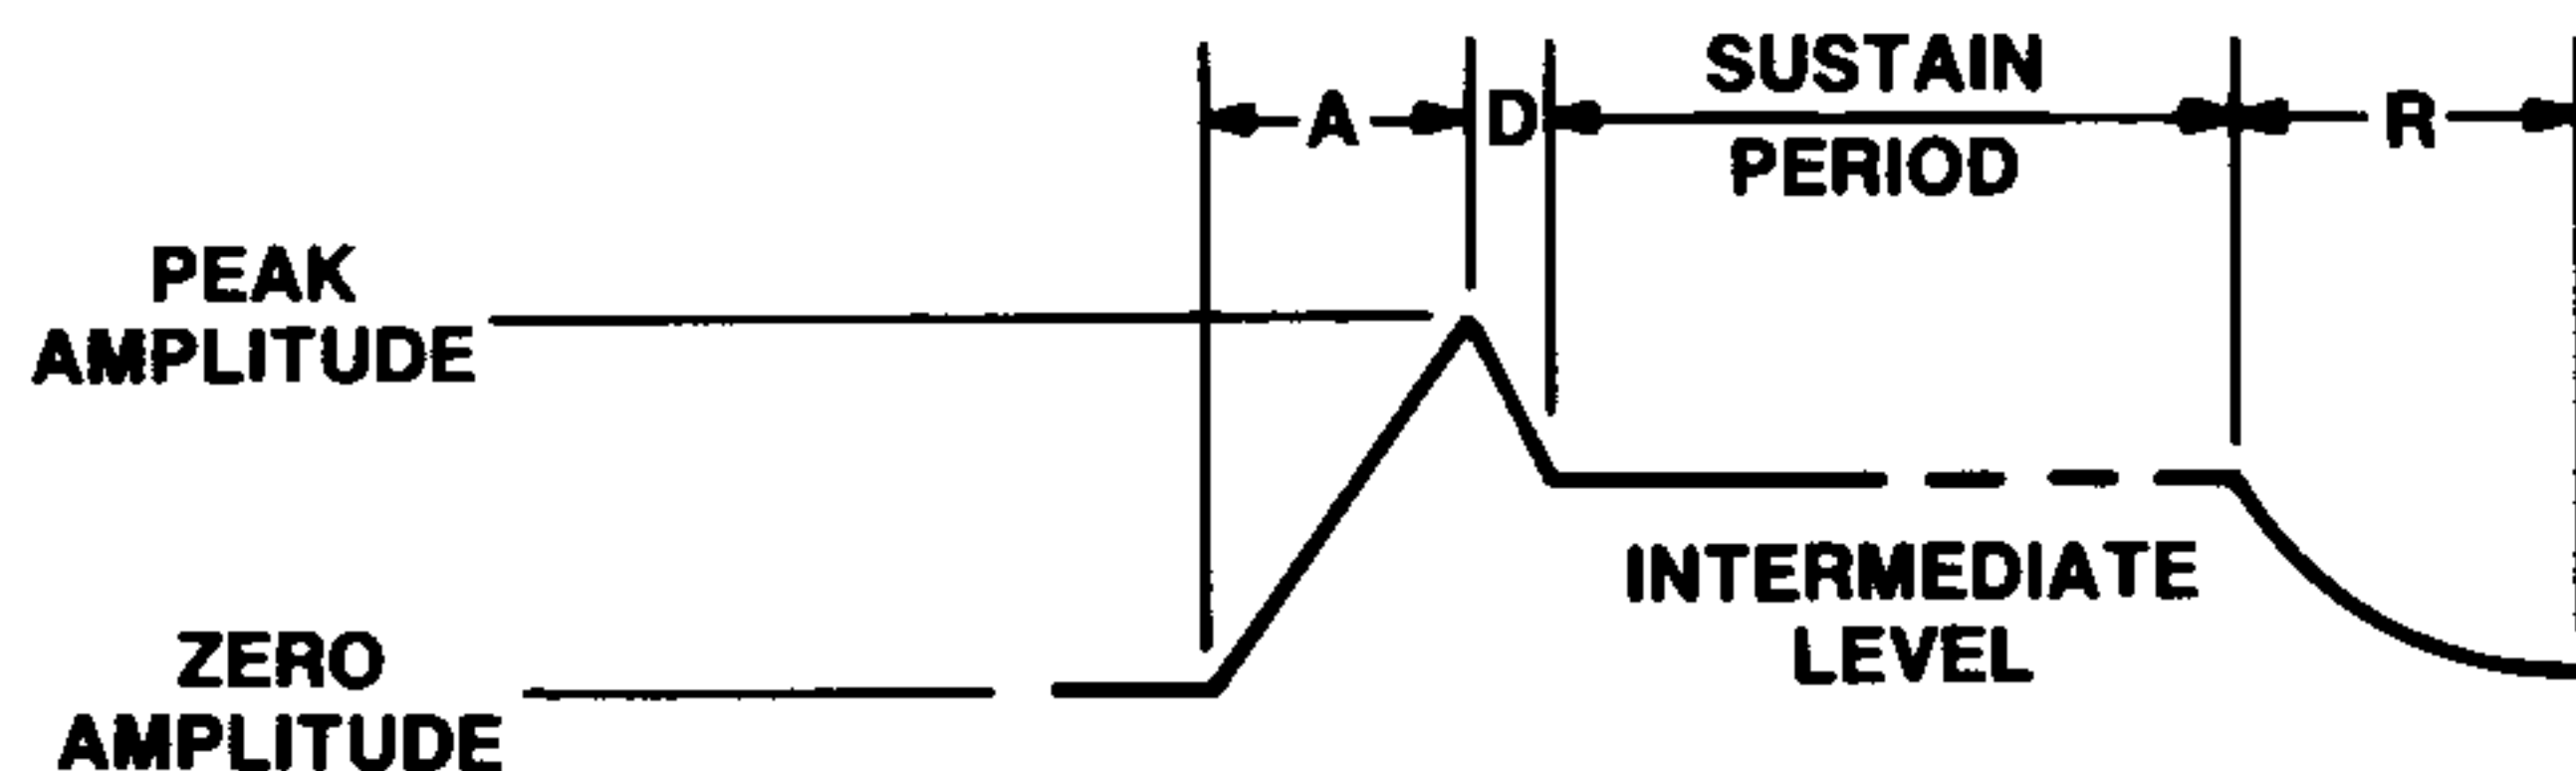 A
D
SUSTAIN
PERIOD
R
PEAK
AMPLITUDE
INTERMEDIATE
LEVEL
ZERO
AMPLITUDE